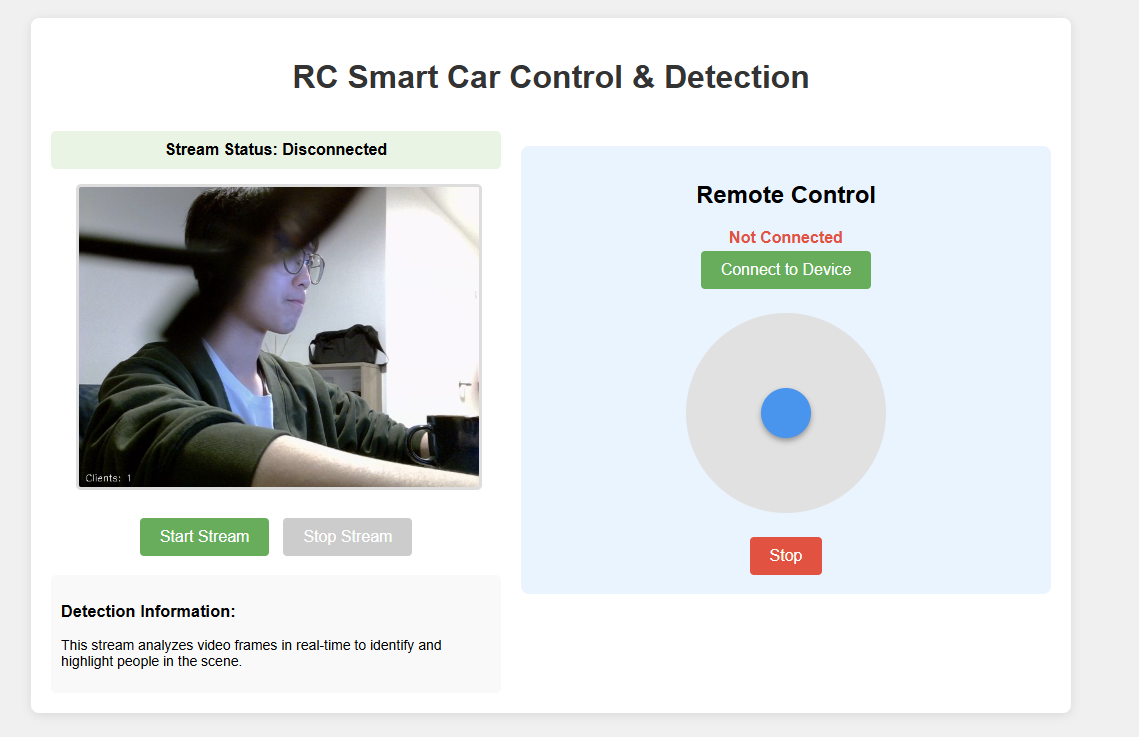 RC Smart Car Control & Detection
Stream Status: Disconnected
Clients: 1
Start Stream
Stop Stream
Detection Information:
This stream analyzes video frames in real-time to identify and
highlight people in the scene.
Remote Control
Not Connected
Connect to Device
Stop